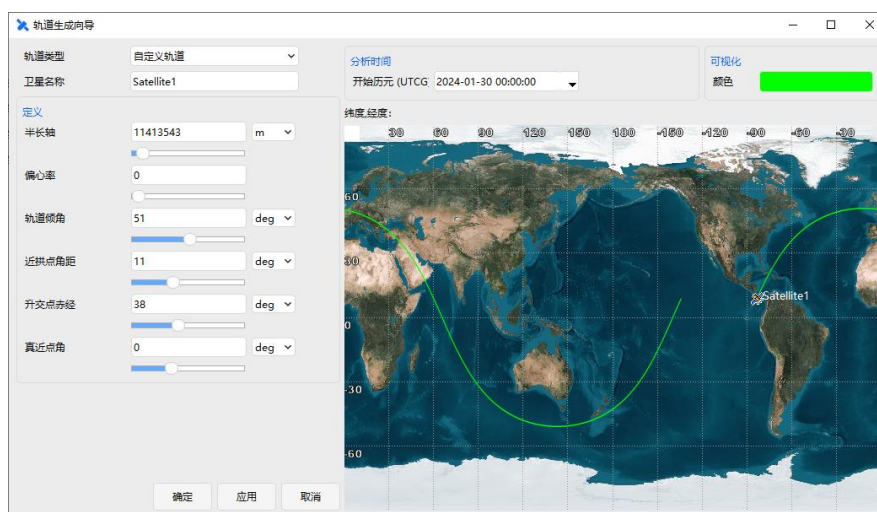 轨道生成向导
轨道类型 自定义轨道
卫星名称 Satellite1
定义
半长轴 11413543 m
偏心率 0
轨道倾角 51 deg
近拱点角距 11 deg
升交点赤经 38 deg
真近点角 0 deg
确定 应用 取消
分析时间
开始历元 (UTCG 2024-01-30 00:00:00
可视化
颜色
纬度,经度:
30 60 90 120 150 180 -150 -120 -90 -60 -30
60
30
0
-30
-60
Satellite1